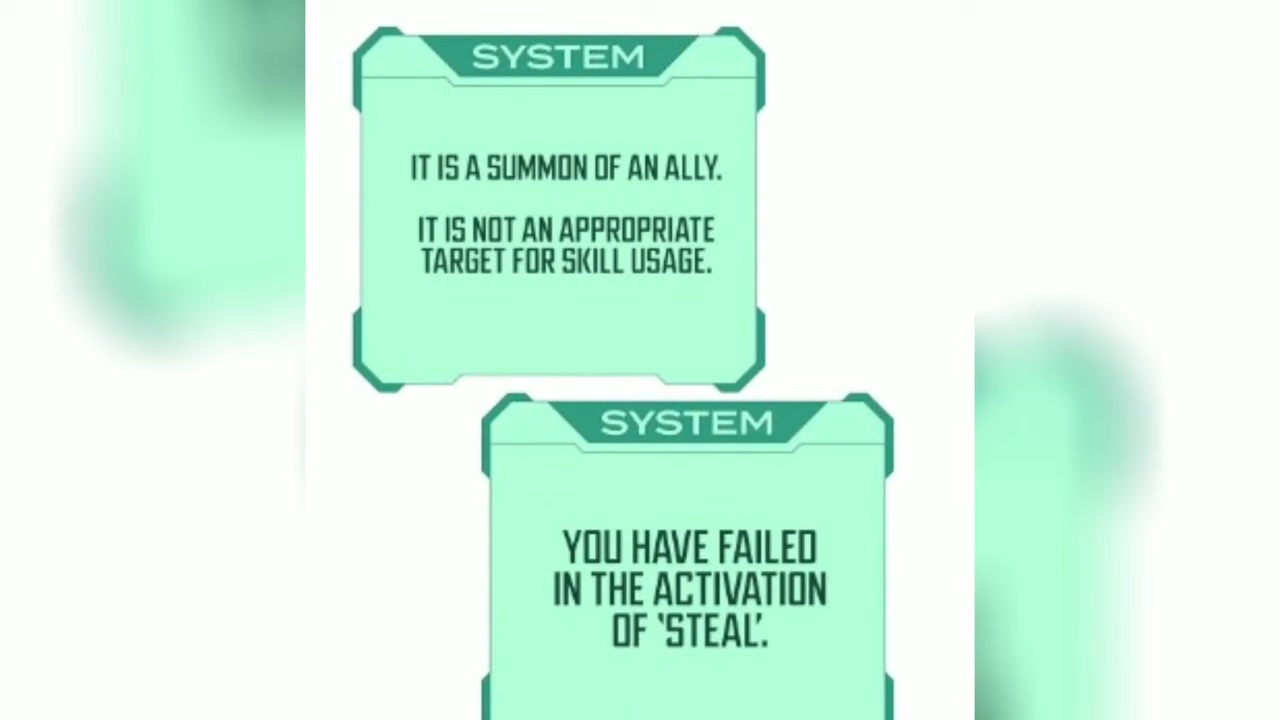 SYSTEM
IT IS A SUMMON OF AN ALLY.
IT IS NOT AN APPROPRIATE
TARGET FOR SKILL USAGE.
SYSTEM
YOU HAVE FAILED
IN THE ACTIVATION
OF 'STEAL'.